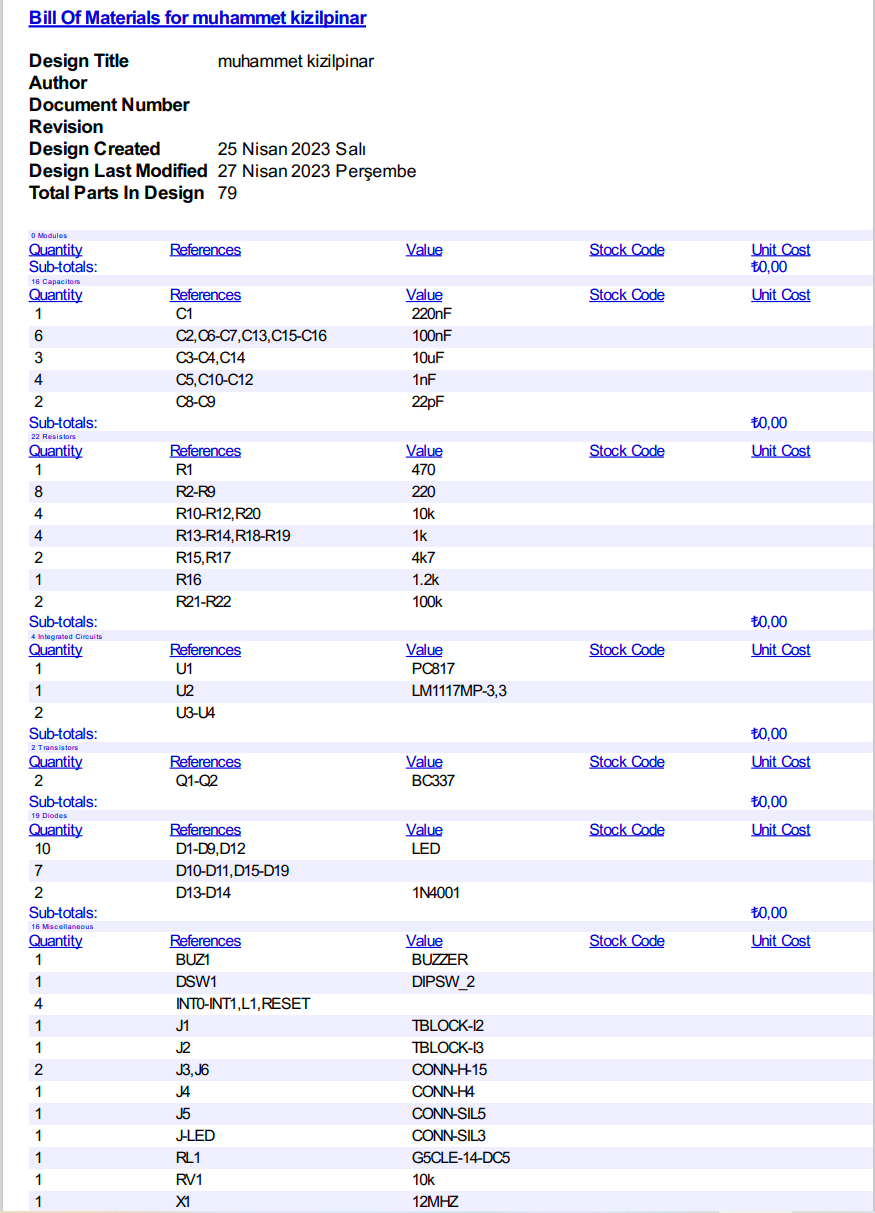 Bill Of Materials for muhammet kizilpinar
Design Title muhammet kizilpinar
Author
Document Number
Revision
Design Created 25 Nisan 2023 Salı
Design Last Modified 27 Nisan 2023 Perşembe
Total Parts In Design 79
0 Modules
Quantity References Value Stock Code Unit Cost
Sub-totals: ₺0,00
16 Capacitors
Quantity References Value Stock Code Unit Cost
1 C1 220nF
6 C2,C6-C7,C13,C15-C16 100nF
3 C3-C4,C14 10uF
4 C5,C10-C12 1nF
2 C8-C9 22pF
Sub-totals: ₺0,00
22 Resistors
Quantity References Value Stock Code Unit Cost
1 R1 470
8 R2-R9 220
4 R10-R12,R20 10k
4 R13-R14,R18-R19 1k
2 R15,R17 4k7
1 R16 1.2k
2 R21-R22 100k
Sub-totals: ₺0,00
4 Integrated Circuits
Quantity References Value Stock Code Unit Cost
1 U1 PC817
1 U2 LM1117MP-3,3
2 U3-U4
Sub-totals: ₺0,00
2 Transistors
Quantity References Value Stock Code Unit Cost
2 Q1-Q2 BC337
Sub-totals: ₺0,00
19 Diodes
Quantity References Value Stock Code Unit Cost
10 D1-D9,D12 LED
7 D10-D11,D15-D19
2 D13-D14 1N4001
Sub-totals: ₺0,00
16 Miscellaneous
Quantity References Value Stock Code Unit Cost
1 BUZ1 BUZZER
1 DSW1 DIPSW_2
4 INT0-INT1,L1,RESET
1 J1 TBLOCK-I2
1 J2 TBLOCK-I3
2 J3,J6 CONN-H-15
1 J4 CONN-H4
1 J5 CONN-SIL5
1 J-LED CONN-SIL3
1 RL1 G5CLE-14-DC5
1 RV1 10k
1 X1 12MHZ